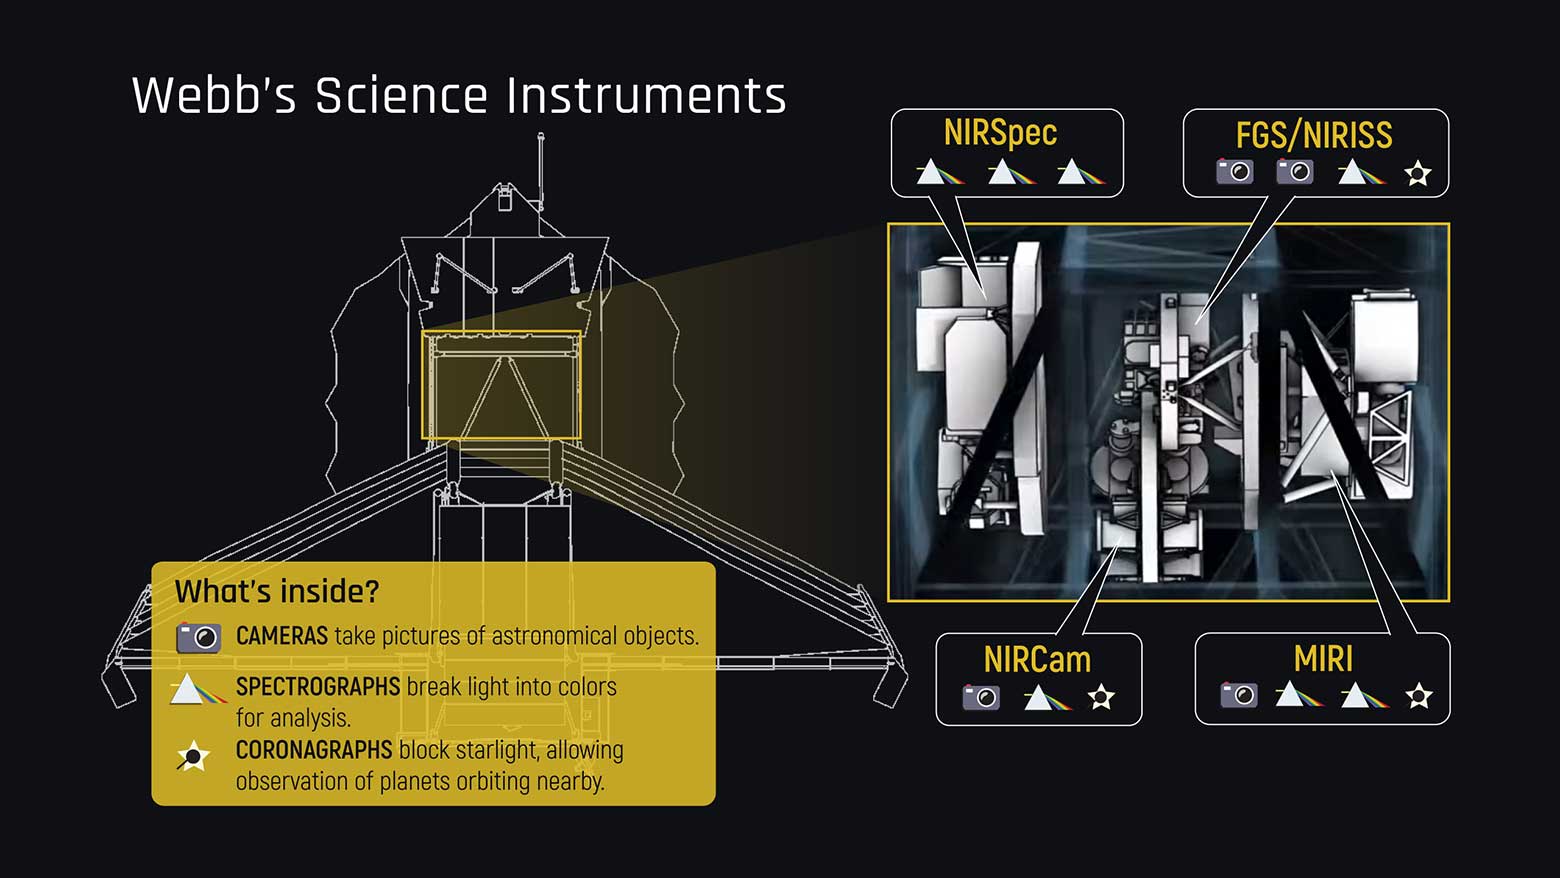 Webb's Science Instruments
NIRSpec
FGS/NIRISS
NIRCam
MIRI
What's inside?
CAMERAS take pictures of astronomical objects.
SPECTROGRAPHS break light into colors
for analysis.
CORONAGRAPHS block starlight, allowing
observation of planets orbiting nearby.